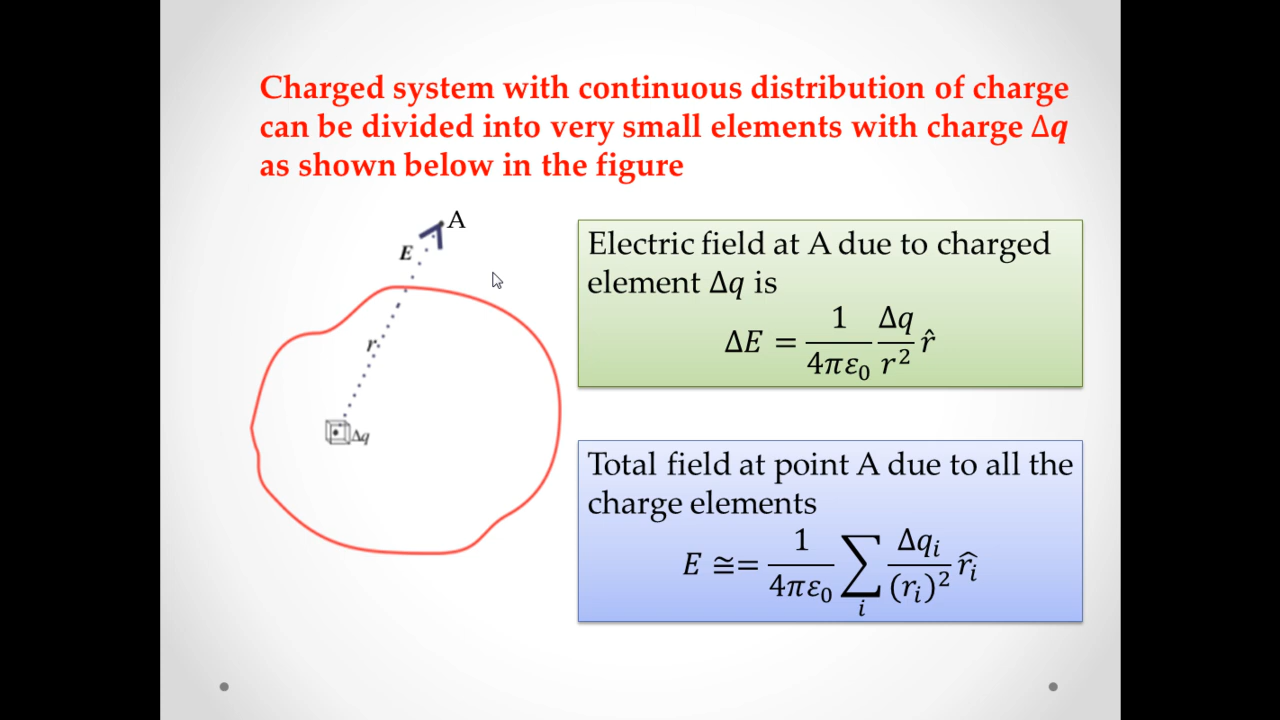 Charged system with continuous distribution of charge
can be divided into very small elements with charge Δq
as shown below in the figure
A
E
r
Δq
Electric field at A due to charged
element Δq is
ΔE = 1/(4πε₀) Δq/r² r̂
Total field at point A due to all the
charge elements
E ≅= 1/(4πε₀) ∑ᵢ Δqᵢ/(rᵢ)² r̂ᵢ